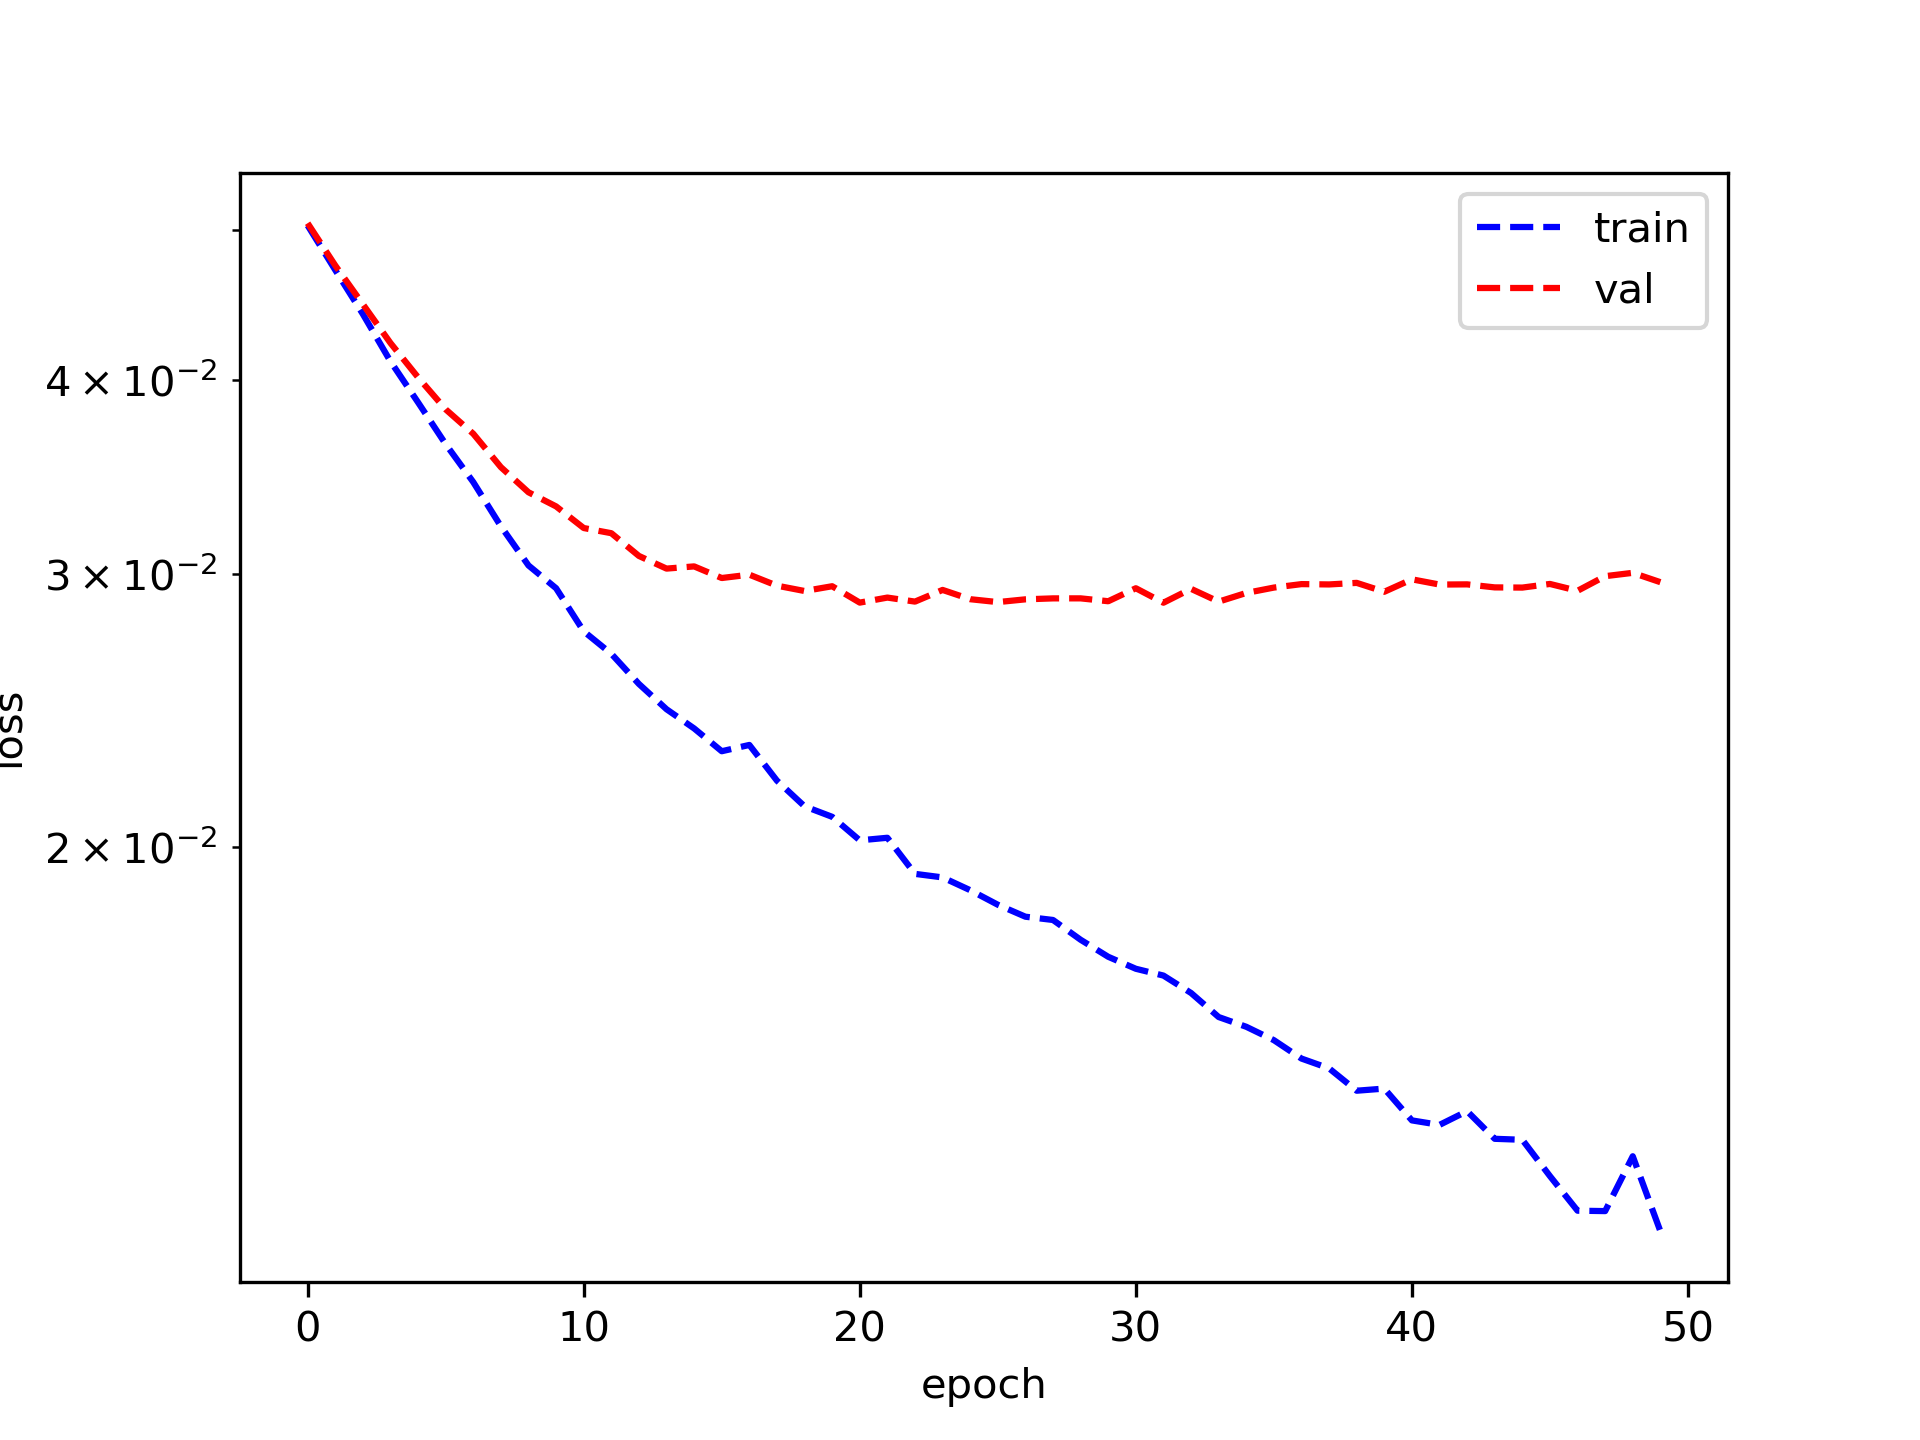 train
val
4 × 10⁻²
3 × 10⁻²
2 × 10⁻²
loss
0 10 20 30 40 50
epoch